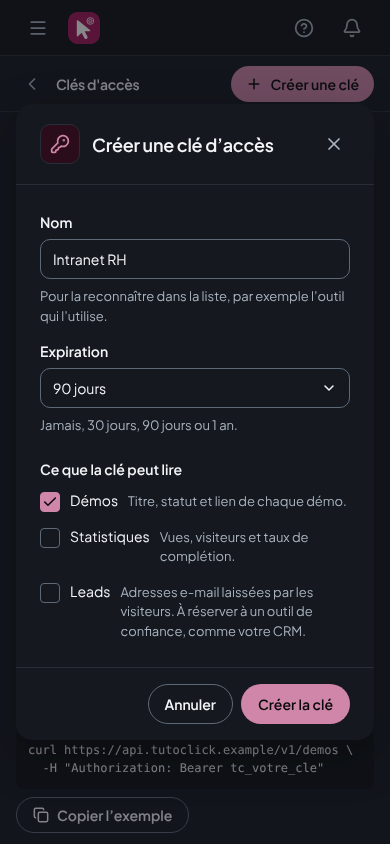 Clés d'accès
Créer une clé
Créer une clé d'accès
Nom
Intranet RH
Pour la reconnaître dans la liste, par exemple l'outil
qui l'utilise.
Expiration
90 jours
Jamais, 30 jours, 90 jours ou 1 an.
Ce que la clé peut lire
Démos Titre, statut et lien de chaque démo.
Statistiques Vues, visiteurs et taux de
complétion.
Leads Adresses e-mail laissées par les
visiteurs. À réserver à un outil de
confiance, comme votre CRM.
Annuler
Créer la clé
curl https://api.tutoclick.example/v1/demos \
-H "Authorization: Bearer tc_votre_cle"
Copier l'exemple